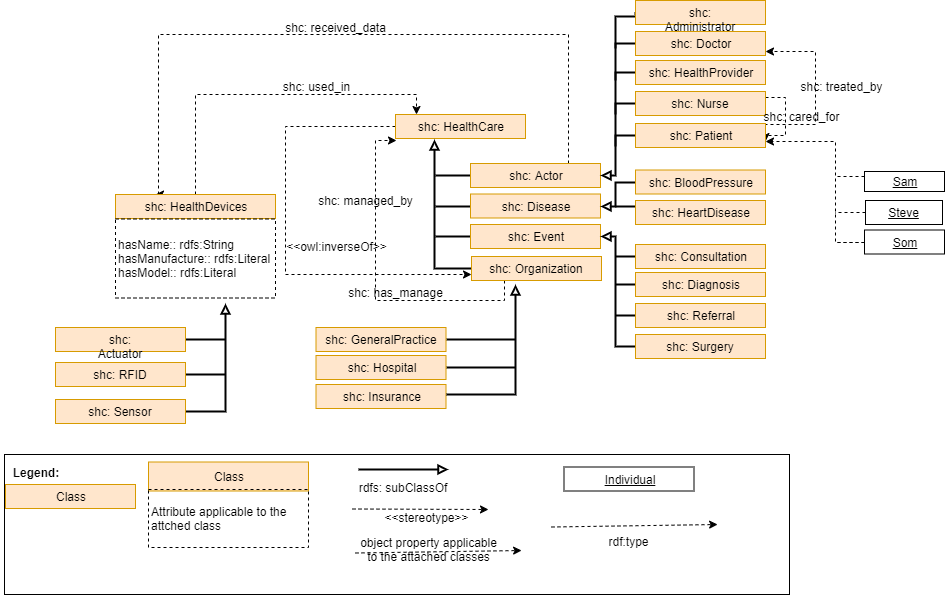 shc:
Administrator
shc: received_data
shc: Doctor
shc: HealthProvider
shc: used_in
shc: treated_by
shc: Nurse
shc: cared_for
shc: HealthCare
shc: Patient
shc: Actor
shc: BloodPressure
Sam
shc: managed_by
shc: HealthDevices
shc: Disease
shc: HeartDisease
Steve
hasName:: rdfs:String
hasManufacture:: rdfs:Literal
hasModel:: rdfs:Literal
<<owl:inverseOf>>
shc: Event
Som
shc: Organization
shc: Consultation
shc: has_manage
shc: Diagnosis
shc: Referral
shc:
Actuator
shc: GeneralPractice
shc: Surgery
shc: RFID
shc: Hospital
shc: Sensor
shc: Insurance
Legend:
Class
Class
Attribute applicable to the
attched class
rdfs: subClassOf
<<stereotype>>
object property applicable
to the attached classes
Individual
rdf:type